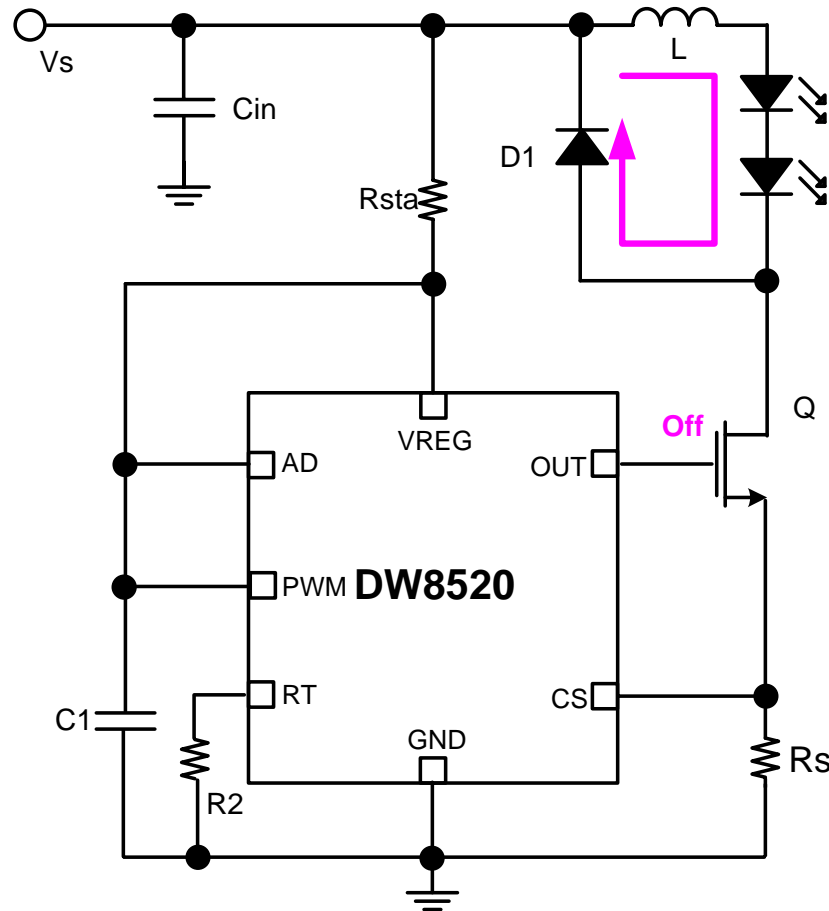 Vs
L
Cin
D1
Rsta
Q
Off
VREG
AD
OUT
PWM
DW8520
RT
CS
C1
GND
Rs
R2